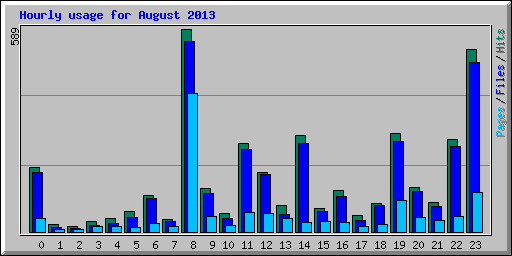 Hourly usage for August 2013
589
Pages / Files / Hits
0 1 2 3 4 5 6 7 8 9 10 11 12 13 14 15 16 17 18 19 20 21 22 23